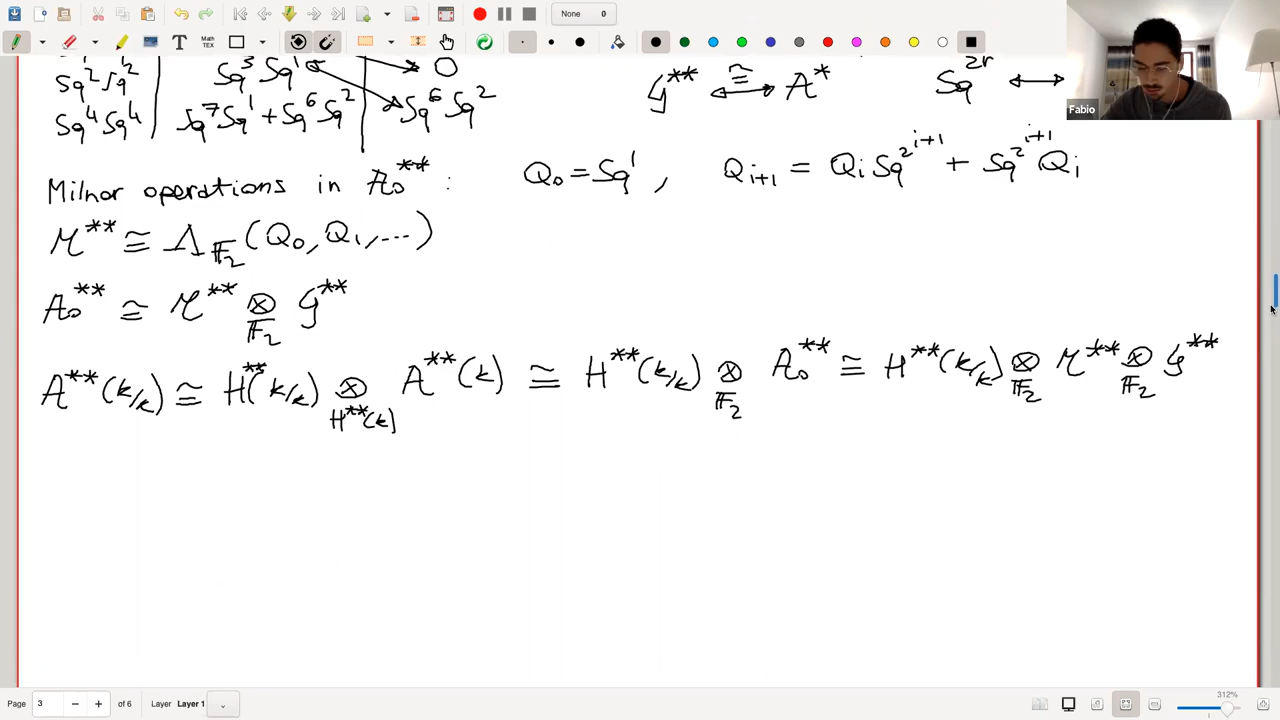 None 0
Sq^2Sq^1 | Sq^3Sq^1 | 0
Sq^4Sq^4 | Sq^7Sq^1 + Sq^6Sq^2 | Sq^6Sq^2
G^** ≅ A^*
Sq^{2r} ↔
Fabio
Milnor operations in A_0^** : Q_0 = Sq^1, Q_{i+1} = Q_i Sq^{2^{i+1}} + Sq^{2^{i+1}} Q_i
M^** ≅ Λ_{𝔽_2}(Q_0, Q_1, ...)
A_0^** ≅ M^** ⊗_{𝔽_2} G^**
A^**(k/k) ≅ H^**(k/k) ⊗_{H^**(k)} A^**(k) ≅ H^**(k/k) ⊗_{𝔽_2} A_0^** ≅ H^**(k/k) ⊗_{𝔽_2} M^** ⊗_{𝔽_2} G^**
Page 3 of 6 Layer Layer 1 312%